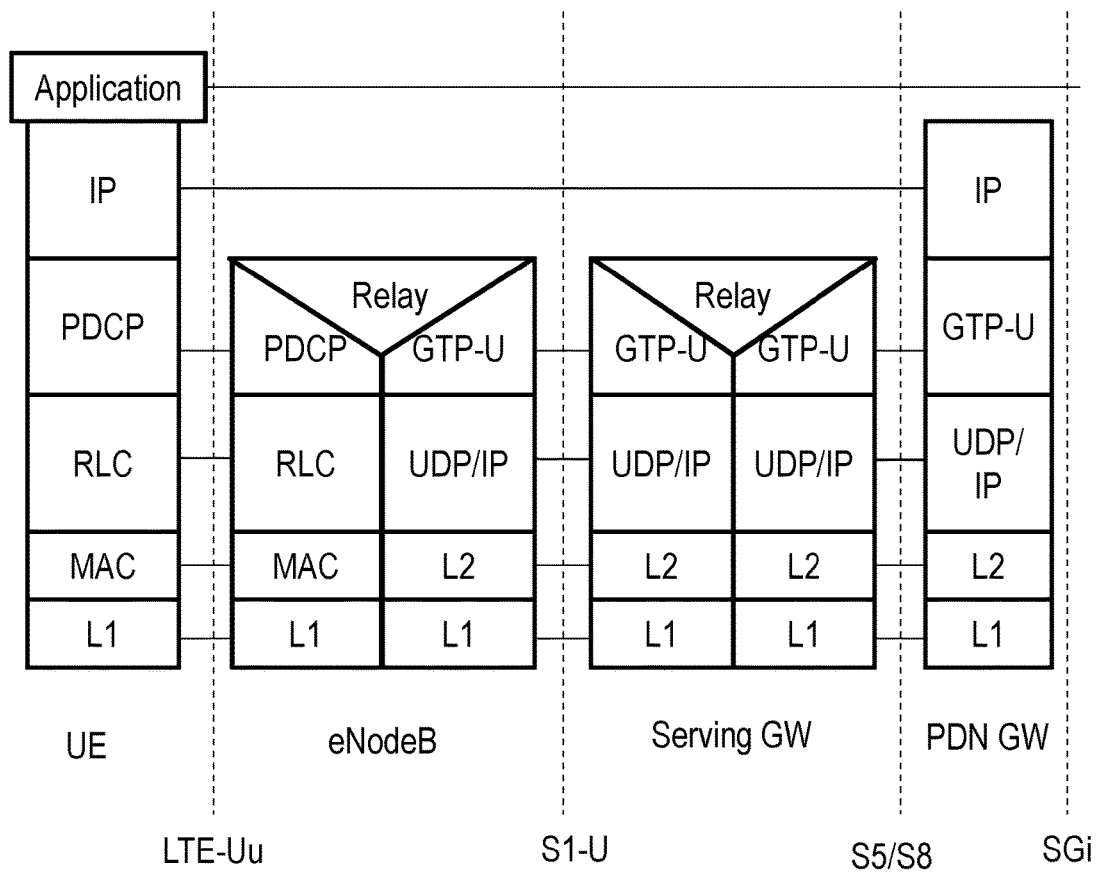 Application
IP
IP
Relay
Relay
PDCP
PDCP
GTP-U
GTP-U
GTP-U
GTP-U
RLC
RLC
UDP/IP
UDP/IP
UDP/IP
UDP/
IP
MAC
MAC
L2
L2
L2
L2
L1
L1
L1
L1
L1
L1
UE
eNodeB
Serving GW
PDN GW
LTE-Uu
S1-U
S5/S8
SGi